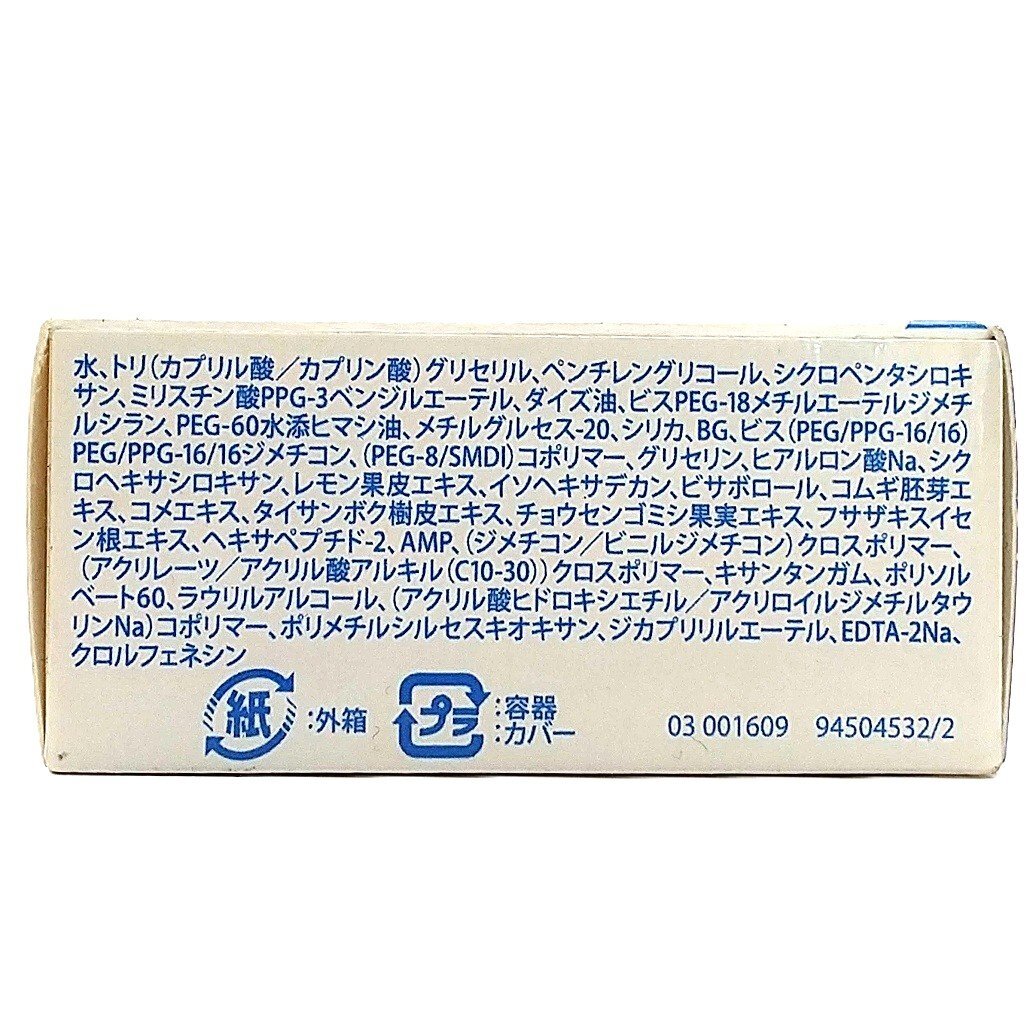 水、トリ(カプリル酸／カプリン酸)グリセリル、ペンチレングリコール、シクロペンタシロキ
サン、ミリスチン酸PPG-3ベンジルエーテル、ダイズ油、ビスPEG-18メチルエーテルジメチ
ルシラン、PEG-60水添ヒマシ油、メチルグルセス-20、シリカ、BG、ビス(PEG/PPG-16/16)
PEG/PPG-16/16ジメチコン、(PEG-8/SMDI)コポリマー、グリセリン、ヒアルロン酸Na、シク
ロヘキサシロキサン、レモン果皮エキス、イソヘキサデカン、ビサボロール、コムギ胚芽エ
キス、コメエキス、タイサンボク樹皮エキス、チョウセンゴミシ果実エキス、フサザキスイセ
ン根エキス、ヘキサペプチド-2、AMP、(ジメチコン／ビニルジメチコン)クロスポリマー、
(アクリレーツ／アクリル酸アルキル(C10-30))クロスポリマー、キサンタンガム、ポリソル
ベート60、ラウリルアルコール、(アクリル酸ヒドロキシエチル／アクリロイルジメチルタウ
リンNa)コポリマー、ポリメチルシルセスキオキサン、ジカプリリルエーテル、EDTA-2Na、
クロルフェネシン
紙:外箱 プラ:容器
:カバー
03 001609 94504532/2